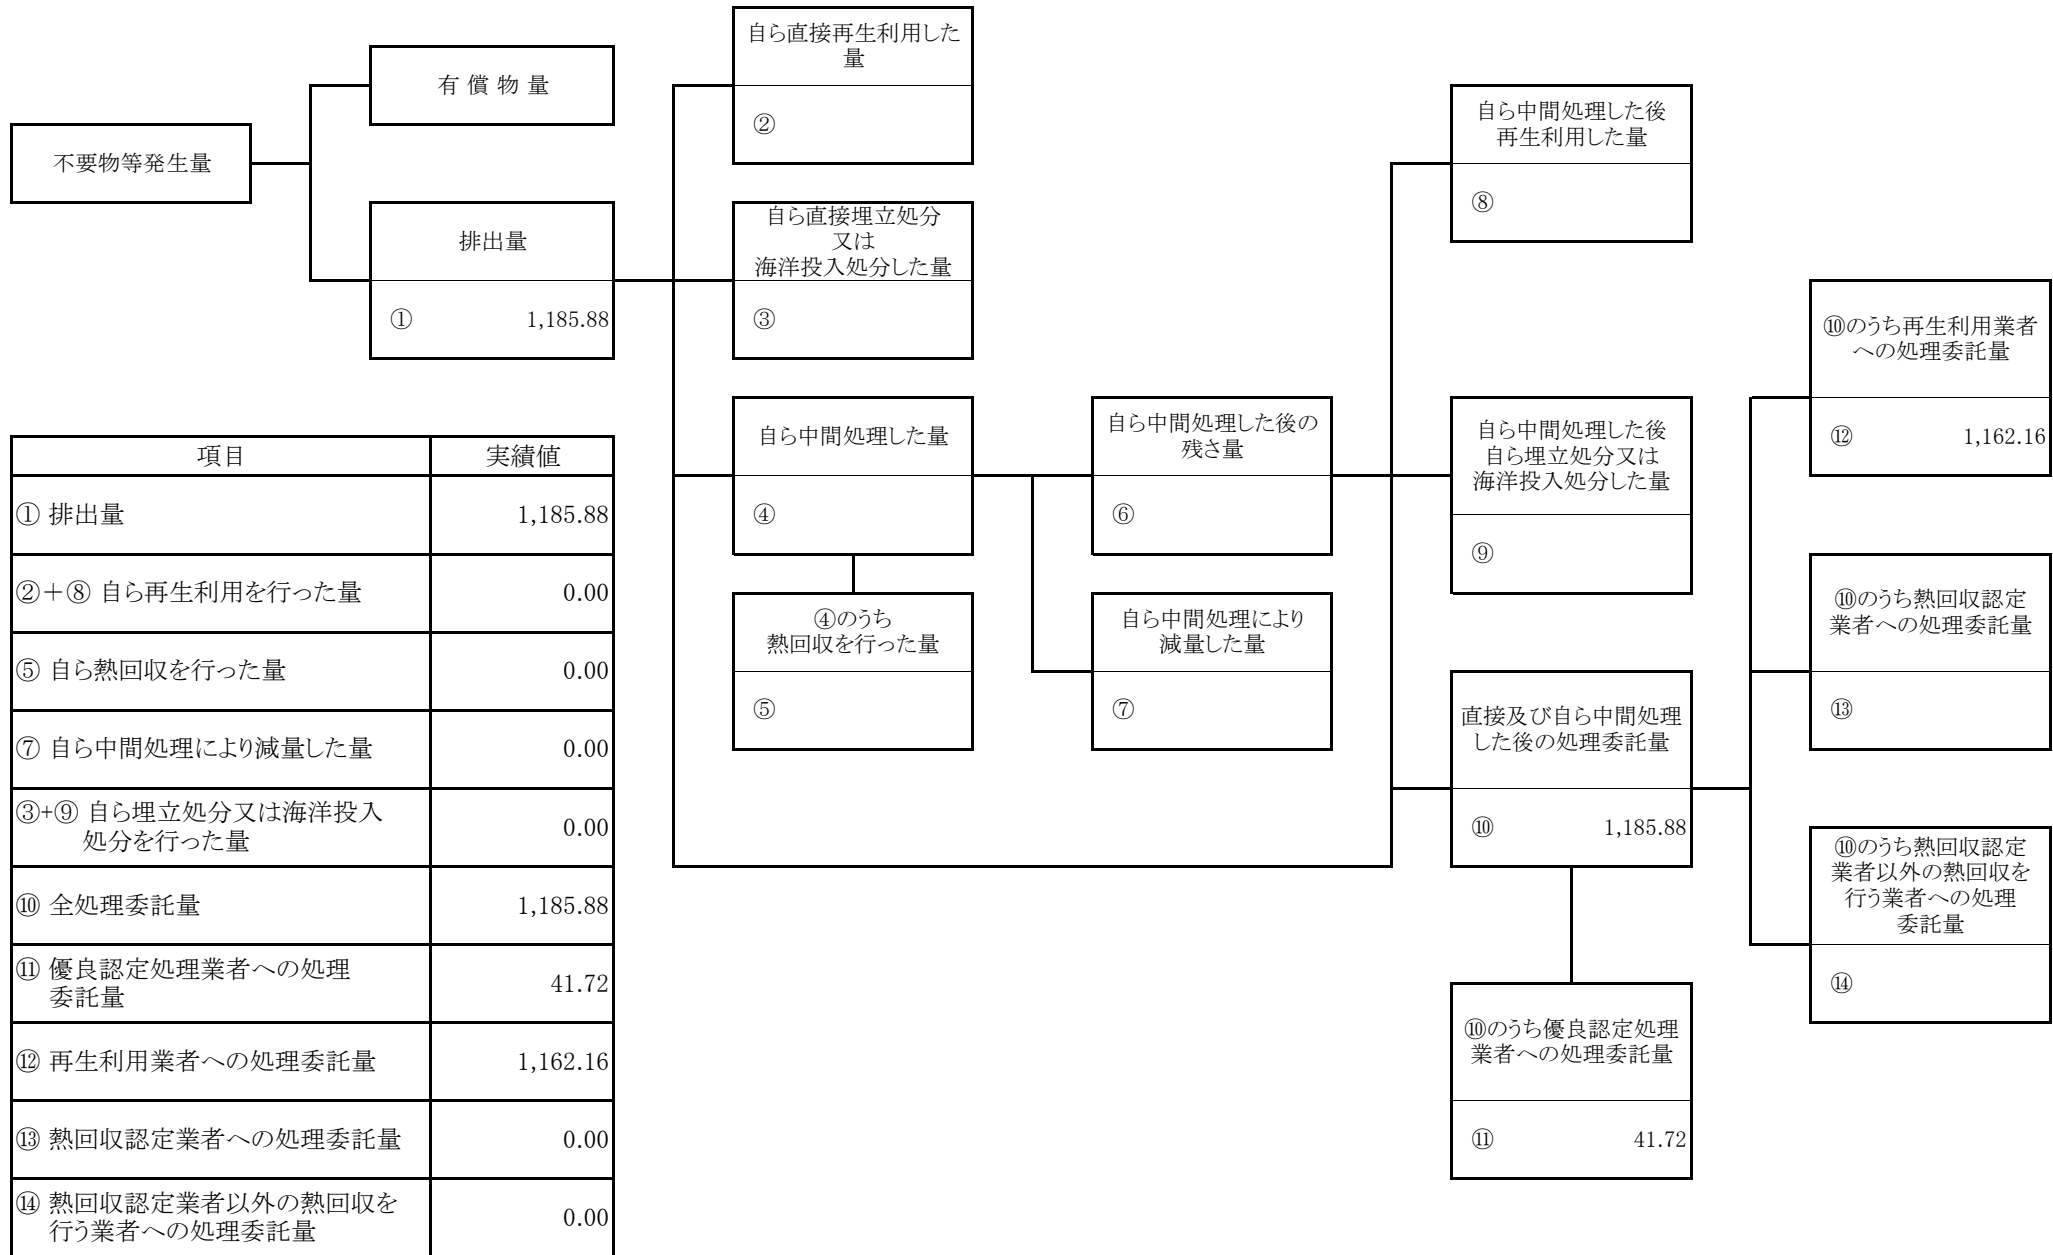 不要物等発生量
有 償 物 量
排出量
① 1,185.88
自ら直接再生利用した
量
②
自ら直接埋立処分
又は
海洋投入処分した量
③
自ら中間処理した量
④
④のうち
熱回収を行った量
⑤
自ら中間処理した後の
残さ量
⑥
自ら中間処理により
減量した量
⑦
自ら中間処理した後
再生利用した量
⑧
自ら中間処理した後
自ら埋立処分又は
海洋投入処分した量
⑨
直接及び自ら中間処理
した後の処理委託量
⑩ 1,185.88
⑩のうち優良認定処理
業者への処理委託量
⑪ 41.72
⑩のうち再生利用業者
への処理委託量
⑫ 1,162.16
⑩のうち熱回収認定
業者への処理委託量
⑬
⑩のうち熱回収認定
業者以外の熱回収を
行う業者への処理
委託量
⑭
項目 実績値
① 排出量 1,185.88
②＋⑧ 自ら再生利用を行った量 0.00
⑤ 自ら熱回収を行った量 0.00
⑦ 自ら中間処理により減量した量 0.00
③+⑨ 自ら埋立処分又は海洋投入
処分を行った量 0.00
⑩ 全処理委託量 1,185.88
⑪ 優良認定処理業者への処理
委託量 41.72
⑫ 再生利用業者への処理委託量 1,162.16
⑬ 熱回収認定業者への処理委託量 0.00
⑭ 熱回収認定業者以外の熱回収を
行う業者への処理委託量 0.00